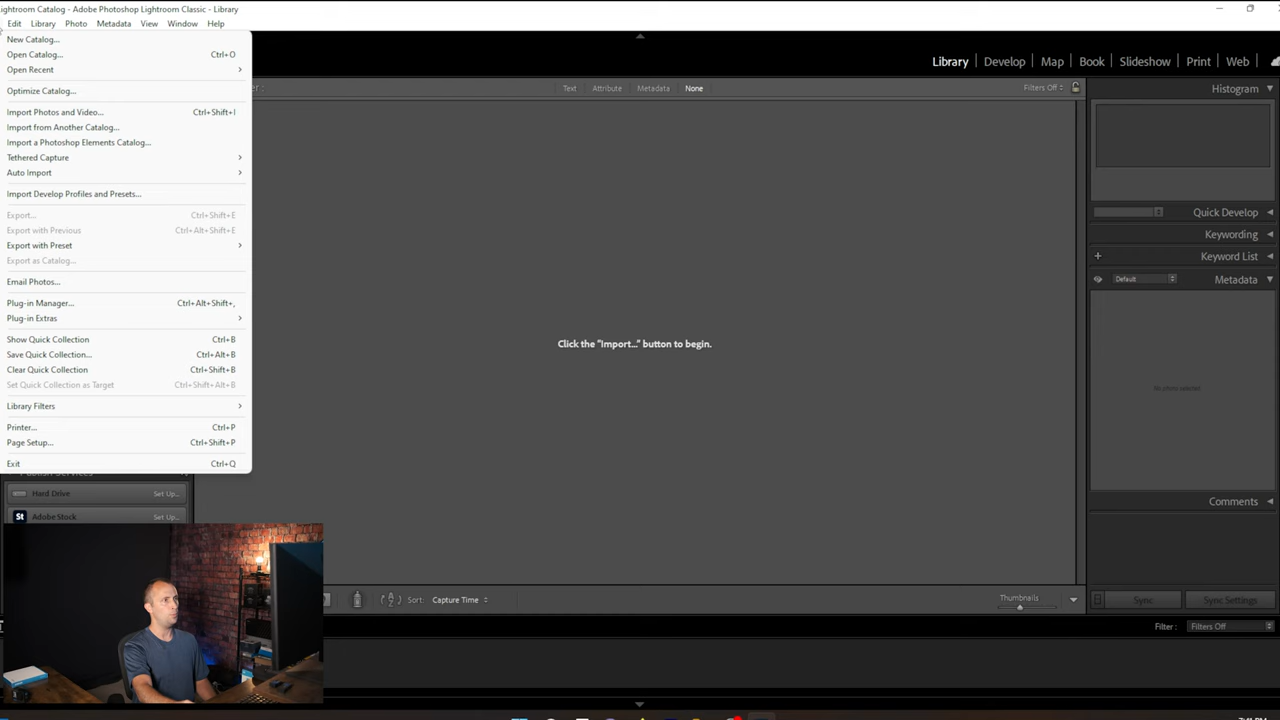 ightroom Catalog - Adobe Photoshop Lightroom Classic - Library
Edit Library Photo Metadata View Window Help
New Catalog...
Open Catalog... Ctrl+O
Open Recent
Optimize Catalog...
Import Photos and Video... Ctrl+Shift+I
Import from Another Catalog...
Import a Photoshop Elements Catalog...
Tethered Capture
Auto Import
Import Develop Profiles and Presets...
Export... Ctrl+Shift+E
Export with Previous Ctrl+Alt+Shift+E
Export with Preset
Export as Catalog...
Email Photos...
Plug-in Manager... Ctrl+Alt+Shift+,
Plug-in Extras
Show Quick Collection Ctrl+B
Save Quick Collection... Ctrl+Alt+B
Clear Quick Collection Ctrl+Shift+B
Set Quick Collection as Target Ctrl+Shift+Alt+B
Library Filters
Printer... Ctrl+P
Page Setup... Ctrl+Shift+P
Exit Ctrl+Q
Hard Drive Set Up...
St Adobe Stock Set Up...
Library Develop Map Book Slideshow Print Web
er: Text Attribute Metadata None Filters Off
Click the "Import..." button to begin.
Histogram
Quick Develop
Keywording
+ Keyword List
Default Metadata
No photo selected
Comments
Sort: Capture Time Thumbnails
Sync Sync Settings
Filter : Filters Off